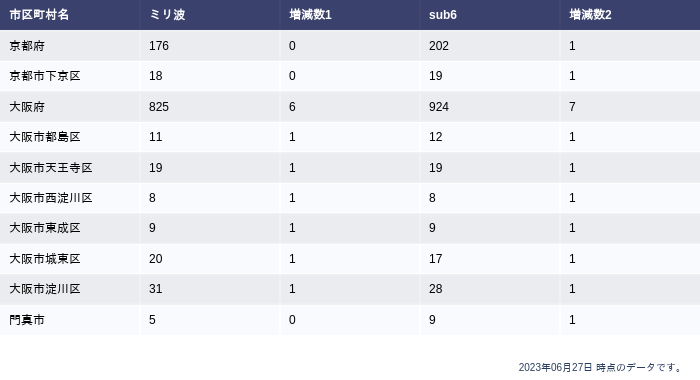 市区町村名 ミリ波 増減数1 sub6 増減数2
京都府 176 0 202 1
京都市下京区 18 0 19 1
大阪府 825 6 924 7
大阪市都島区 11 1 12 1
大阪市天王寺区 19 1 19 1
大阪市西淀川区 8 1 8 1
大阪市東成区 9 1 9 1
大阪市城東区 20 1 17 1
大阪市淀川区 31 1 28 1
門真市 5 0 9 1
2023年06月27日 時点のデータです。